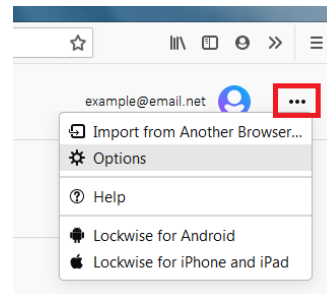 example@email.net
Import from Another Browser...
Options
Help
Lockwise for Android
Lockwise for iPhone and iPad